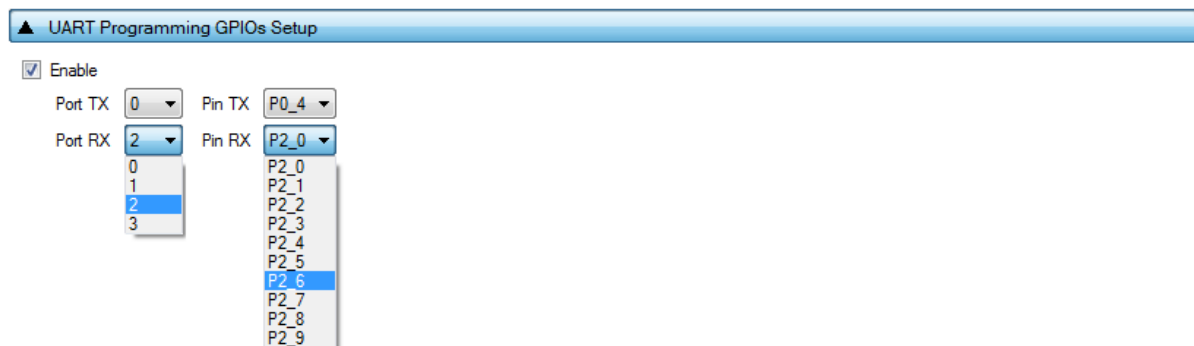 UART Programming GPIOs Setup
Enable
Port TX 0 Pin TX P0_4
Port RX 2 Pin RX P2_0
0 P2_0
1 P2_1
2 P2_2
3 P2_3
P2_4
P2_5
P2_6
P2_7
P2_8
P2_9